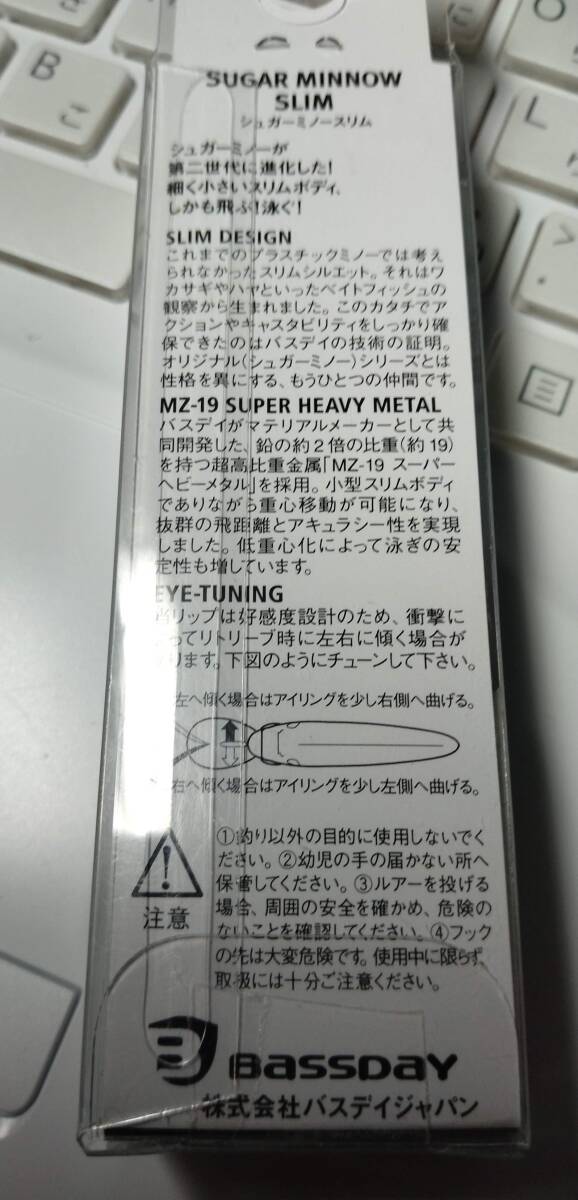 SUGAR MINNOW
SLIM
シュガーミノースリム
シュガーミノーが
第二世代に進化した!
細く小さいスリムボディ、
しかも飛ぶ!泳ぐ!
SLIM DESIGN
これまでのプラスチックミノーでは考え
られなかったスリムシルエット。それはワ
カサギやハヤといったベイトフィッシュの
観察から生まれました。このカタチでア
クションやキャスタビリティをしっかり確
保できたのはバスデイの技術の証明。
オリジナル(シュガーミノー)シリーズとは
性格を異にする、もうひとつの仲間です。
MZ-19 SUPER HEAVY METAL
バスデイがマテリアルメーカーとして共
同開発した、鉛の約2倍の比重(約19)
を持つ超高比重金属「MZ-19 スーパー
ヘビーメタル」を採用。小型スリムボディ
でありながら重心移動が可能になり、
抜群の飛距離とアキュラシー性を実現
しました。低重心化によって泳ぎの安
定性も増しています。
EYE-TUNING
リップは好感度設計のため、衝撃に
よってリトリーブ時に左右に傾く場合が
あります。下図のようにチューンして下さい。
左へ傾く場合はアイリングを少し右側へ曲げる。
右へ傾く場合はアイリングを少し左側へ曲げる。
注意
①釣り以外の目的に使用しないでく
ださい。②幼児の手の届かない所へ
保管してください。③ルアーを投げる
場合、周囲の安全を確かめ、危険の
ないことを確認してください。④フック
の先は大変危険です。使用中に限らず、
取扱には十分ご注意ください。
BASSDAY
株式会社バスデイジャパン
B
こ
O
L
り
目